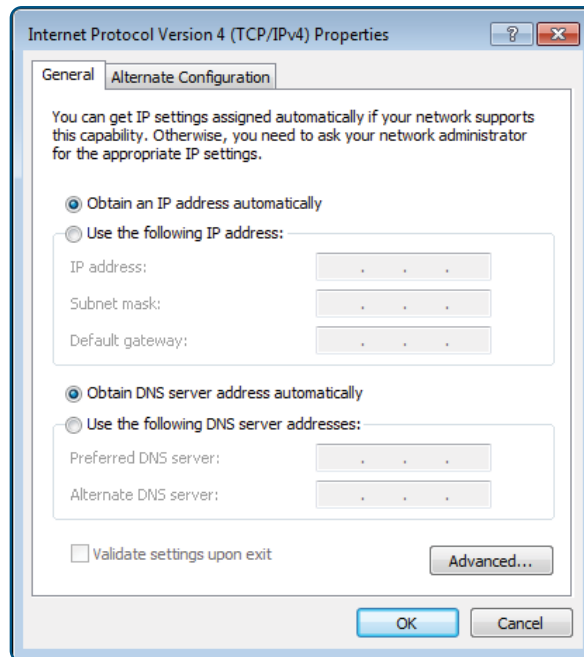 Internet Protocol Version 4 (TCP/IPv4) Properties
General
Alternate Configuration
You can get IP settings assigned automatically if your network supports
this capability. Otherwise, you need to ask your network administrator
for the appropriate IP settings.
Obtain an IP address automatically
Use the following IP address:
IP address:
Subnet mask:
Default gateway:
Obtain DNS server address automatically
Use the following DNS server addresses:
Preferred DNS server:
Alternate DNS server:
Validate settings upon exit
Advanced...
OK
Cancel